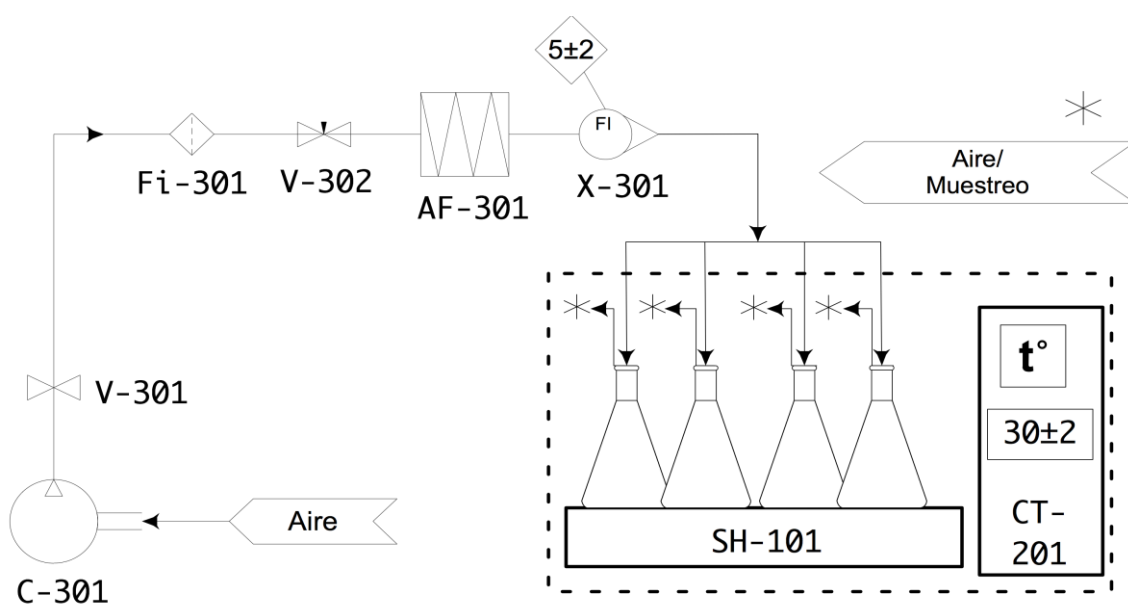 5±2
FI
Fi-301
V-302
AF-301
X-301
Aire/
Muestreo
V-301
t°
30±2
CT-
201
SH-101
Aire
C-301